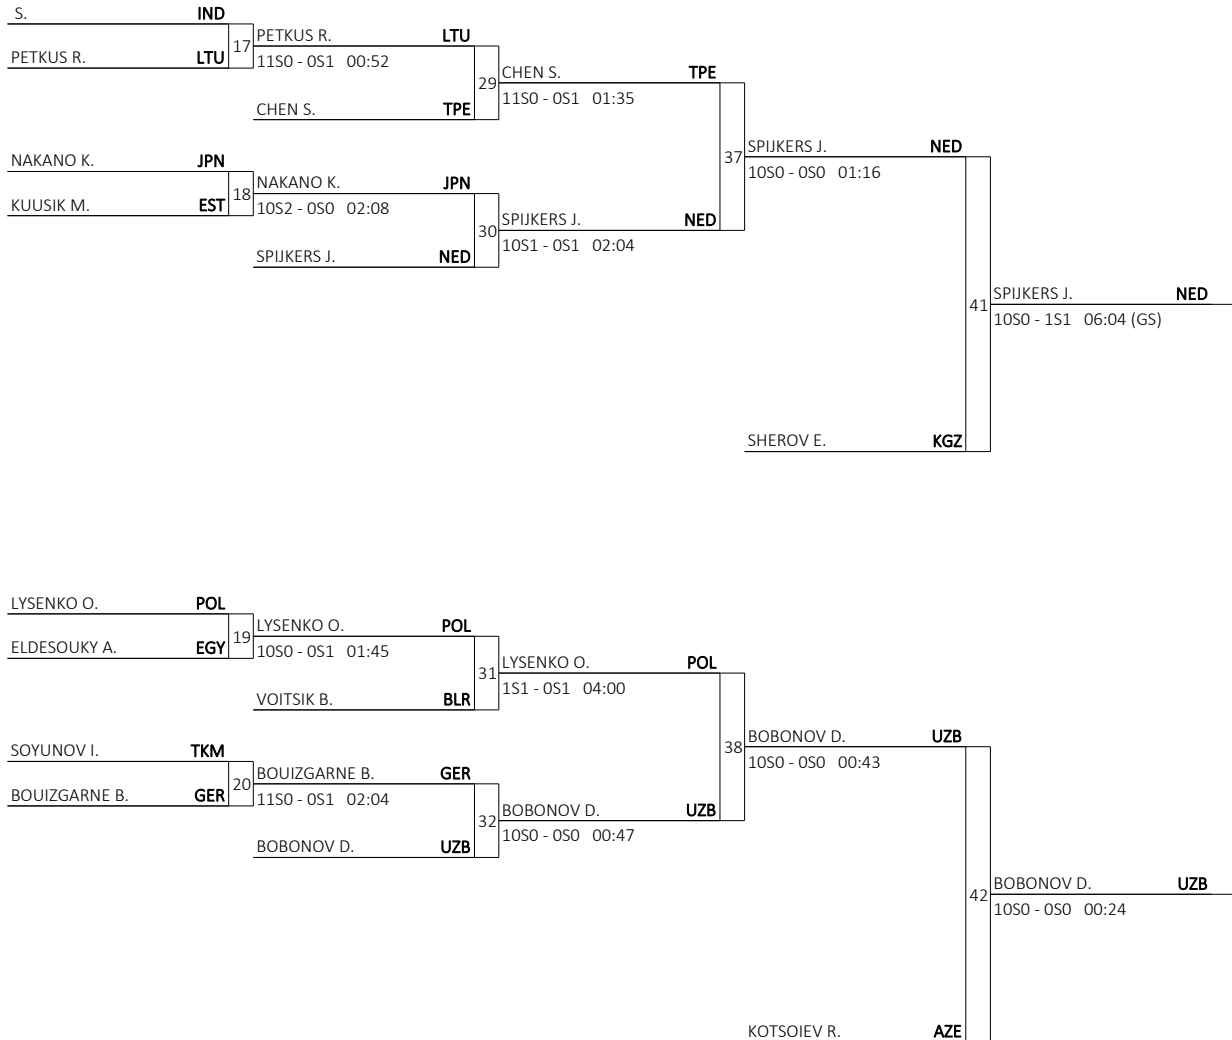 S. IND
PETKUS R. LTU
17
PETKUS R. LTU
11S0 - 0S1 00:52
CHEN S. TPE
29
CHEN S. TPE
11S0 - 0S1 01:35
NAKANO K. JPN
KUUSIK M. EST
18
NAKANO K. JPN
10S2 - 0S0 02:08
SPIJKERS J. NED
30
SPIJKERS J. NED
10S1 - 0S1 02:04
37
SPIJKERS J. NED
10S0 - 0S0 01:16
SHEROV E. KGZ
41
SPIJKERS J. NED
10S0 - 1S1 06:04 (GS)
LYSENKO O. POL
ELDESOUKY A. EGY
19
LYSENKO O. POL
10S0 - 0S1 01:45
VOITSIK B. BLR
31
LYSENKO O. POL
1S1 - 0S1 04:00
SOYUNOV I. TKM
BOUIZGARNE B. GER
20
BOUIZGARNE B. GER
11S0 - 0S1 02:04
BOBONOV D. UZB
32
BOBONOV D. UZB
10S0 - 0S0 00:47
38
BOBONOV D. UZB
10S0 - 0S0 00:43
KOTSOIEV R. AZE
42
BOBONOV D. UZB
10S0 - 0S0 00:24